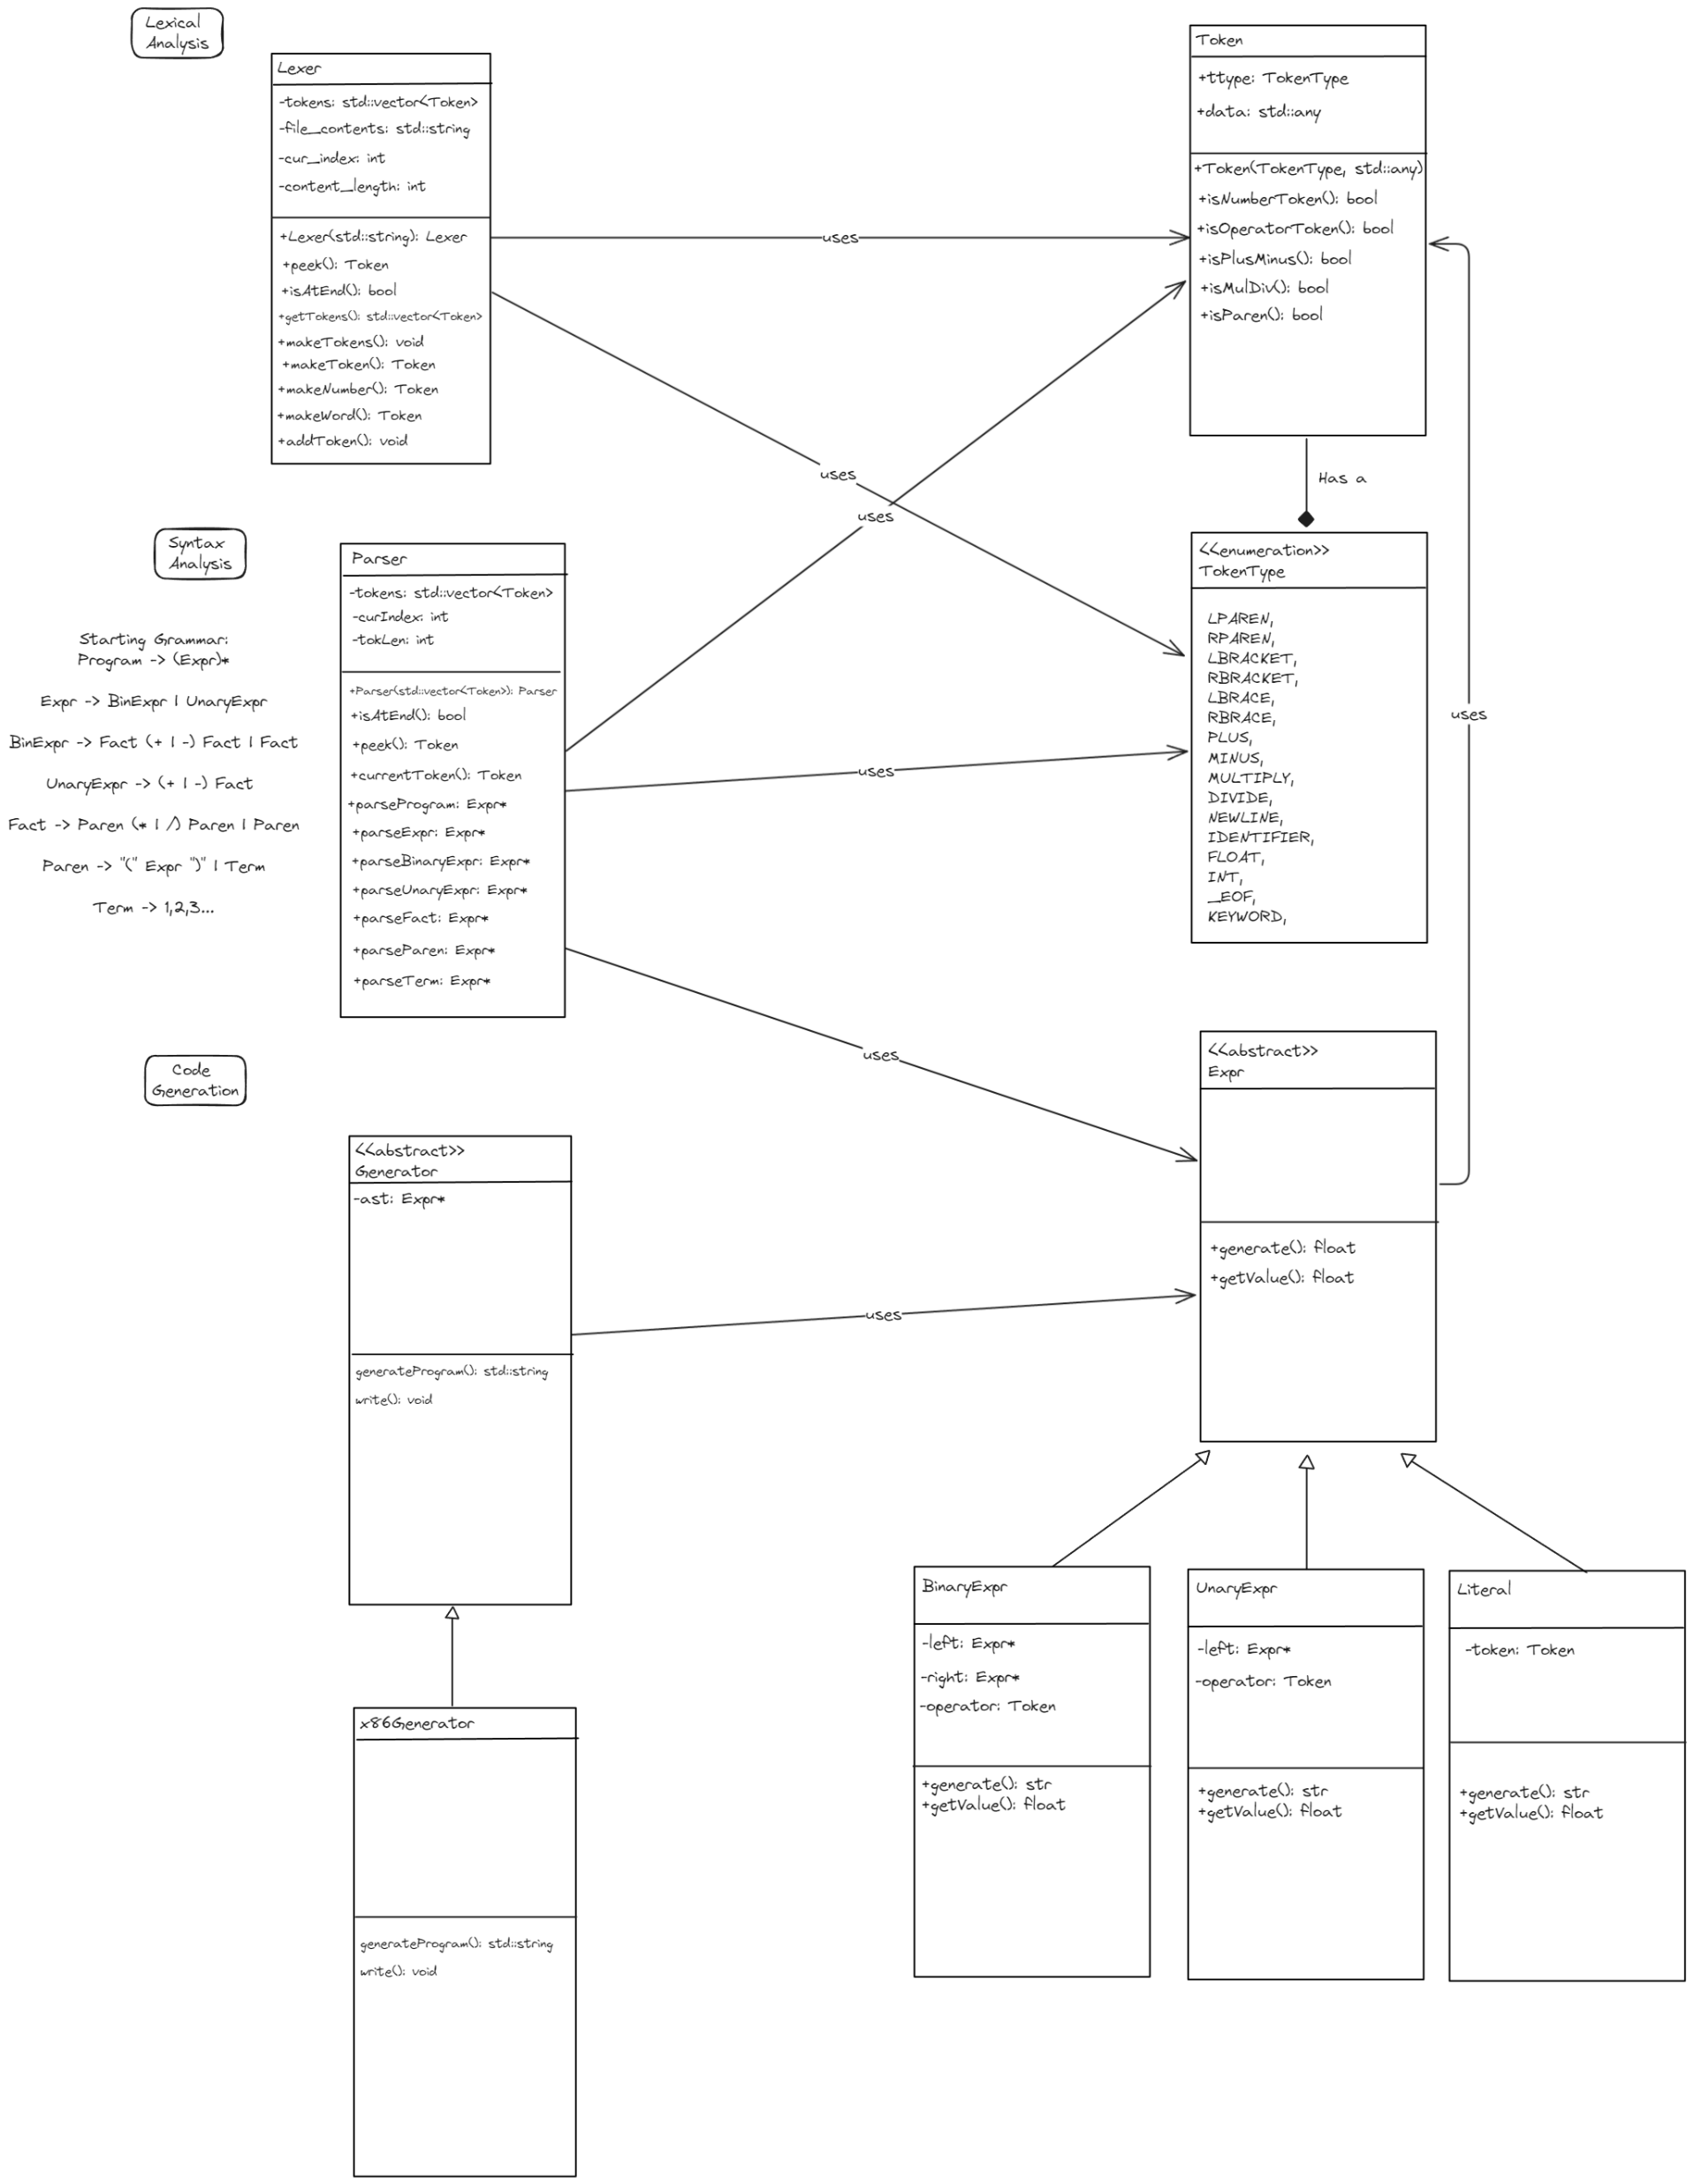 Lexical
Analysis
Lexer
-tokens: std::vector<Token>
-file_contents: std::string
-cur_index: int
-content_length: int
+Lexer(std::string): Lexer
+peek(): Token
+isAtEnd(): bool
+getTokens(): std::vector<Token>
+makeTokens(): void
+makeToken(): Token
+makeNumber(): Token
+makeWord(): Token
+addToken(): void
Token
+ttype: TokenType
+data: std::any
+Token(TokenType, std::any)
+isNumberToken(): bool
+isOperatorToken(): bool
+isPlusMinus(): bool
+isMulDiv(): bool
+isParen(): bool
uses
uses
uses
Has a
Syntax
Analysis
Starting Grammar:
Program -> (Expr)*
Expr -> BinExpr | UnaryExpr
BinExpr -> Fact (+ | -) Fact | Fact
UnaryExpr -> (+ | -) Fact
Fact -> Paren (* | /) Paren | Paren
Paren -> "(" Expr ")" | Term
Term -> 1,2,3...
Parser
-tokens: std::vector<Token>
-curIndex: int
-tokLen: int
+Parser(std::vector<Token>): Parser
+isAtEnd(): bool
+peek(): Token
+currentToken(): Token
+parseProgram: Expr*
+parseExpr: Expr*
+parseBinaryExpr: Expr*
+parseUnaryExpr: Expr*
+parseFact: Expr*
+parseParen: Expr*
+parseTerm: Expr*
uses
<<enumeration>>
TokenType
LPAREN,
RPAREN,
LBRACKET,
RBRACKET,
LBRACE,
RBRACE,
PLUS,
MINUS,
MULTIPLY,
DIVIDE,
NEWLINE,
IDENTIFIER,
FLOAT,
INT,
_EOF,
KEYWORD,
uses
uses
Code
Generation
<<abstract>>
Generator
-ast: Expr*
generateProgram(): std::string
write(): void
uses
<<abstract>>
Expr
+generate(): float
+getValue(): float
x86Generator
generateProgram(): std::string
write(): void
BinaryExpr
-left: Expr*
-right: Expr*
-operator: Token
+generate(): str
+getValue(): float
UnaryExpr
-left: Expr*
-operator: Token
+generate(): str
+getValue(): float
Literal
-token: Token
+generate(): str
+getValue(): float